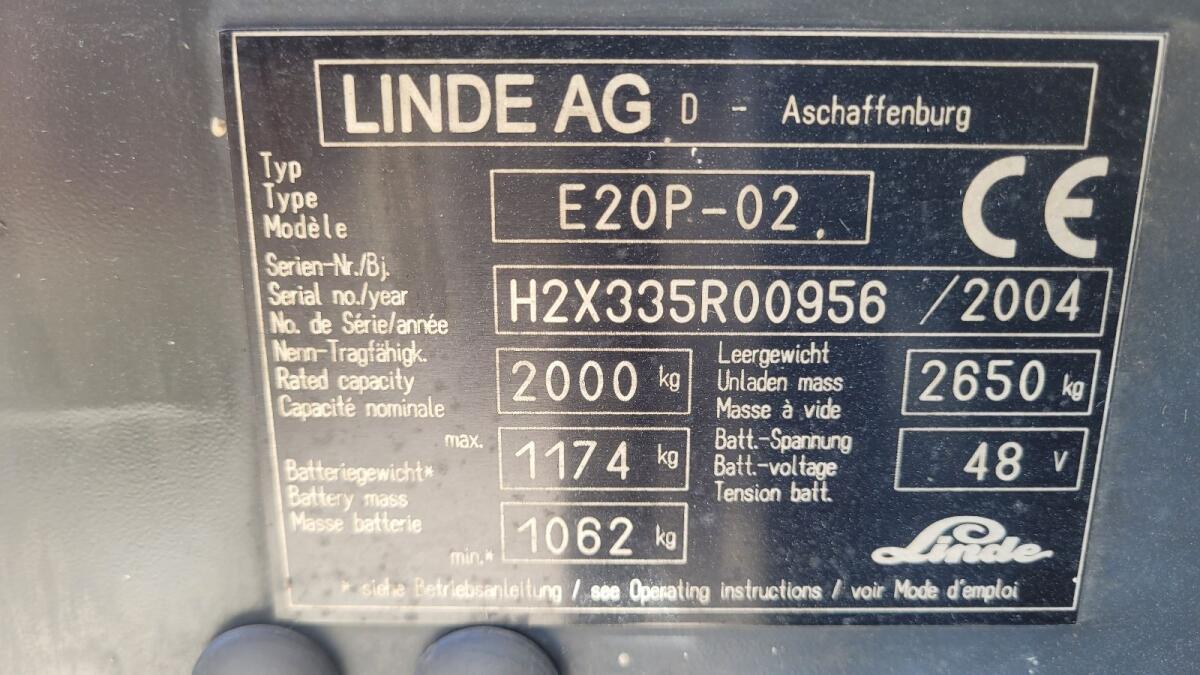 LINDE AG D - Aschaffenburg
Typ
Type
Modèle
E20P-02
CE
Serien-Nr./Bj.
Serial no./year
No. de Série/année
H2X335R00956 /2004
Nenn-Tragfähigk.
Rated capacity
Capacité nominale
2000 kg
Leergewicht
Unladen mass
Masse à vide
2650 kg
max.
1174 kg
Batteriegewicht*
Battery mass
Masse batterie
min.*
1062 kg
Batt.-Spannung
Batt.-voltage
Tension batt.
48 V
Linde
* siehe Betriebsanleitung / see Operating instructions / voir Mode d'emploi